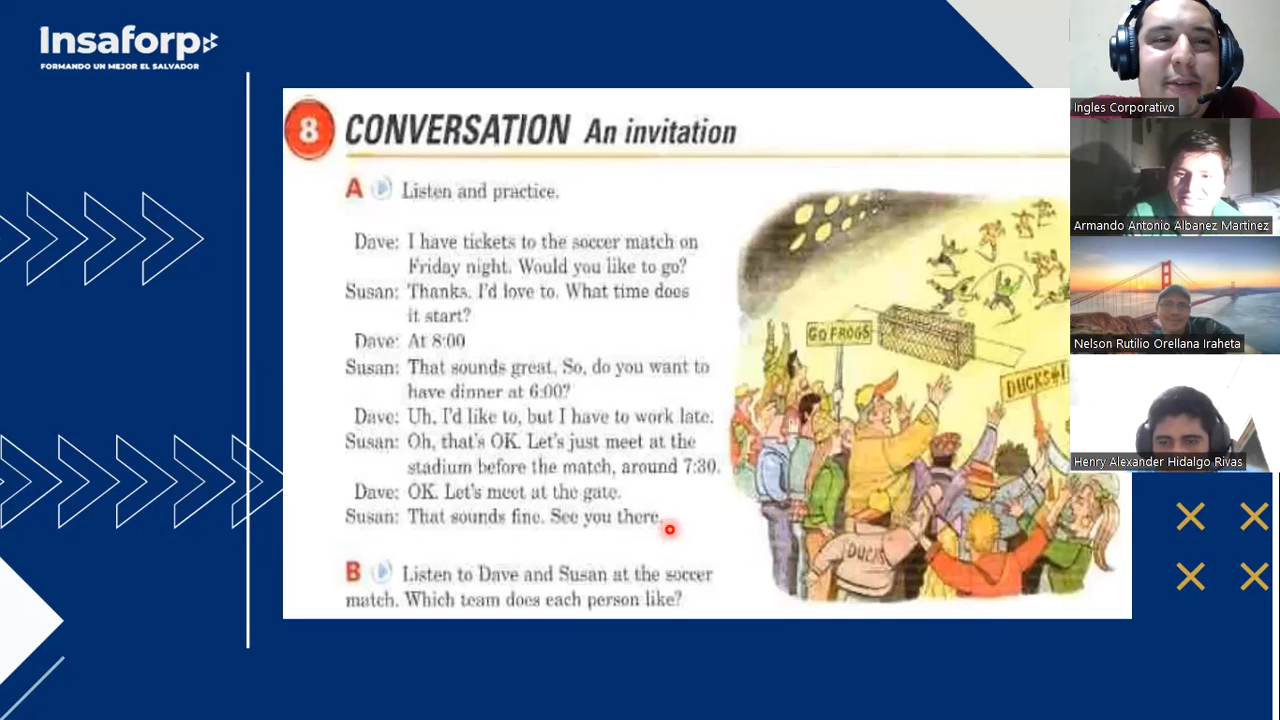 Insaforp
FORMANDO UN MEJOR EL SALVADOR
8 CONVERSATION An invitation
A Listen and practice.
Dave: I have tickets to the soccer match on
Friday night. Would you like to go?
Susan: Thanks. I'd love to. What time does
it start?
Dave: At 8:00
Susan: That sounds great. So, do you want to
have dinner at 6:00?
Dave: Uh, I'd like to, but I have to work late.
Susan: Oh, that's OK. Let's just meet at the
stadium before the match, around 7:30.
Dave: OK. Let's meet at the gate.
Susan: That sounds fine. See you there.
B Listen to Dave and Susan at the soccer
match. Which team does each person like?
GO FROGS
DUCKS
DUCKS
Ingles Corporativo
Armando Antonio Albanez Martinez
Nelson Rutilio Orellana Iraheta
Henry Alexander Hidalgo Rivas